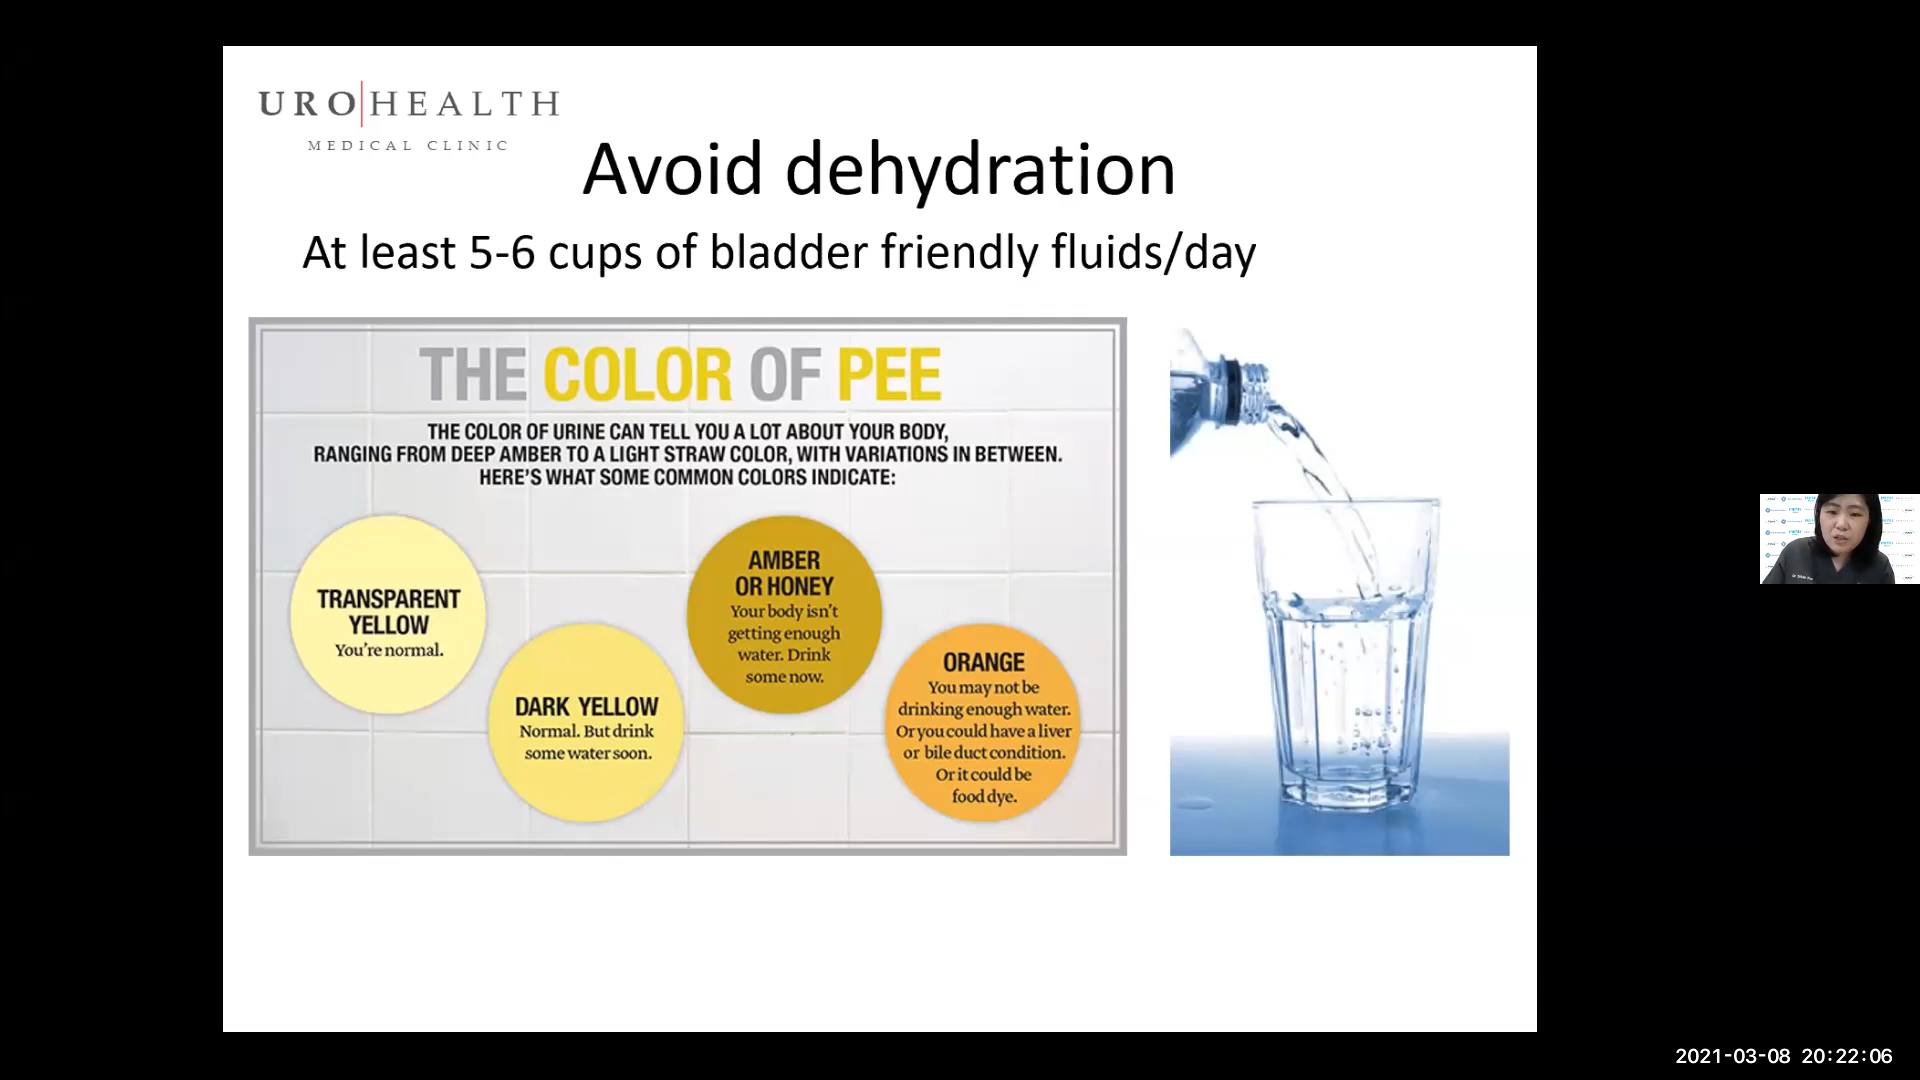 URO|HEALTH
MEDICAL CLINIC
Avoid dehydration
At least 5-6 cups of bladder friendly fluids/day
THE COLOR OF PEE
THE COLOR OF URINE CAN TELL YOU A LOT ABOUT YOUR BODY,
RANGING FROM DEEP AMBER TO A LIGHT STRAW COLOR, WITH VARIATIONS IN BETWEEN.
HERE'S WHAT SOME COMMON COLORS INDICATE:
TRANSPARENT
YELLOW
You're normal.
DARK YELLOW
Normal. But drink
some water soon.
AMBER
OR HONEY
Your body isn't
getting enough
water. Drink
some now.
ORANGE
You may not be
drinking enough water.
Or you could have a liver
or bile duct condition.
Or it could be
food dye.
2021-03-08 20:22:06